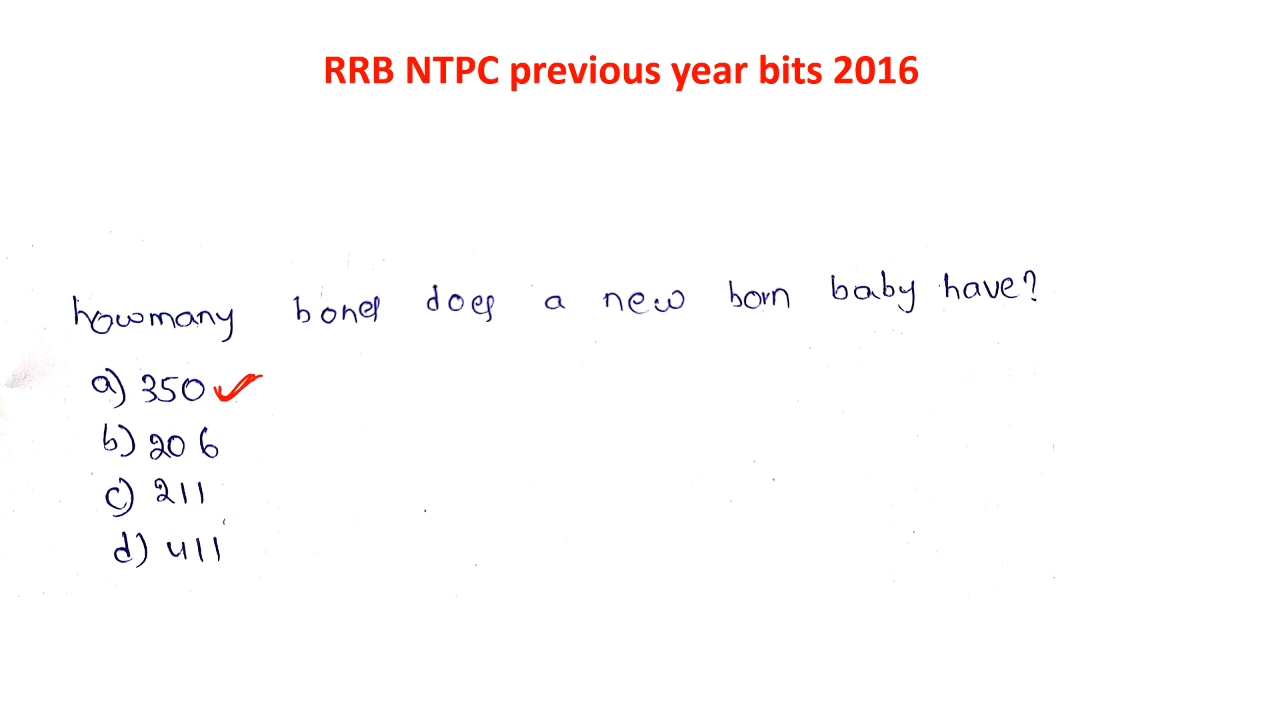 RRB NTPC previous year bits 2016
howmany bones does a new born baby have?
a) 350
b) 206
c) 211
d) 411